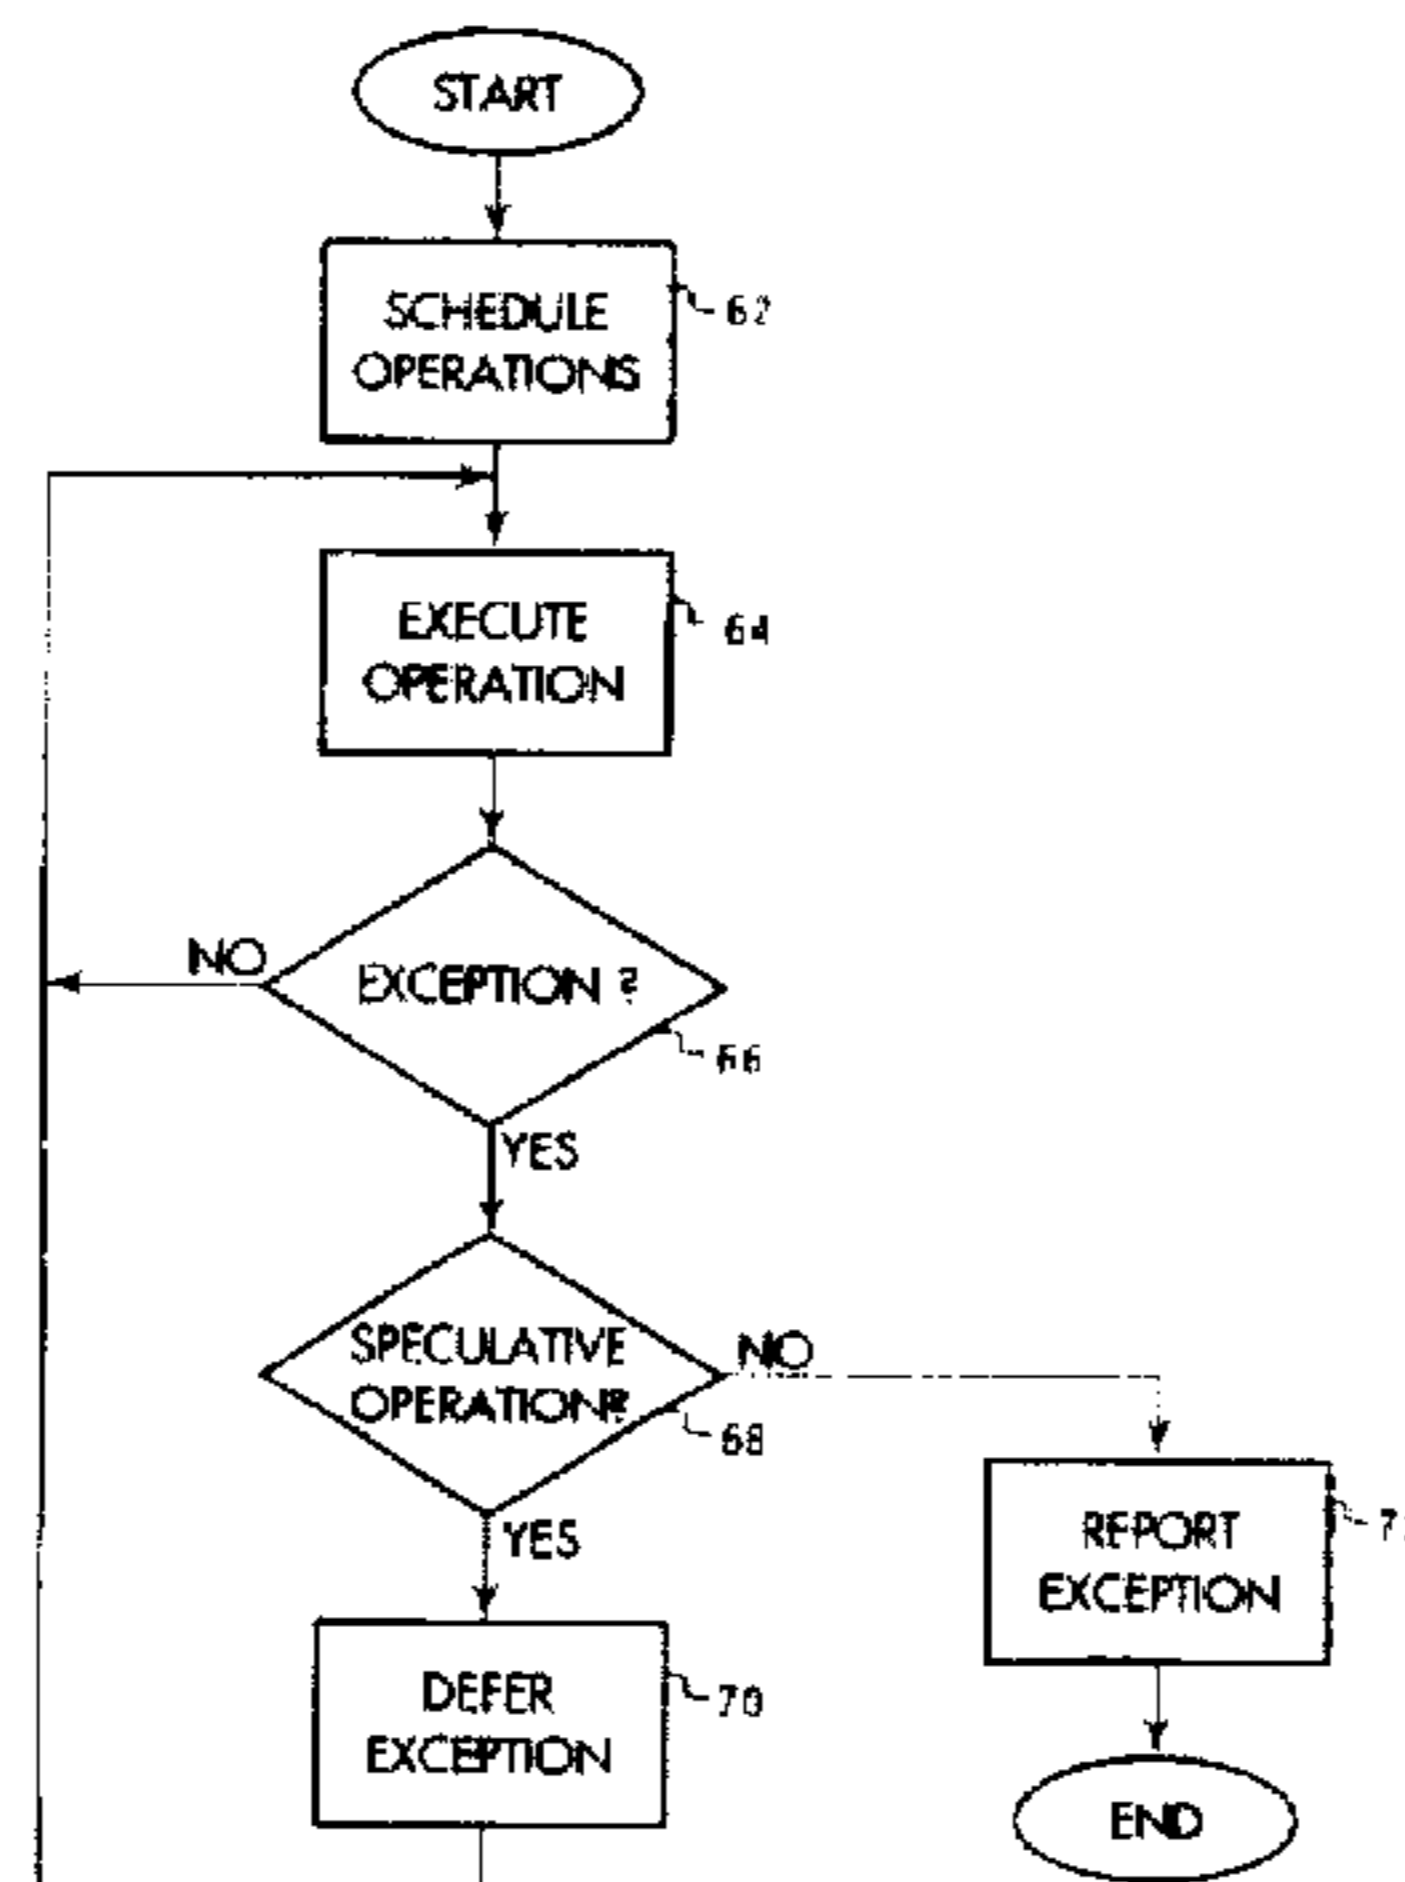 START
SCHEDULE
OPERATIONS
62
EXECUTE
OPERATION
64
NO
EXCEPTION ?
66
YES
SPECULATIVE
OPERATION?
68
NO
YES
REPORT
EXCEPTION
DEFER
EXCEPTION
70
END